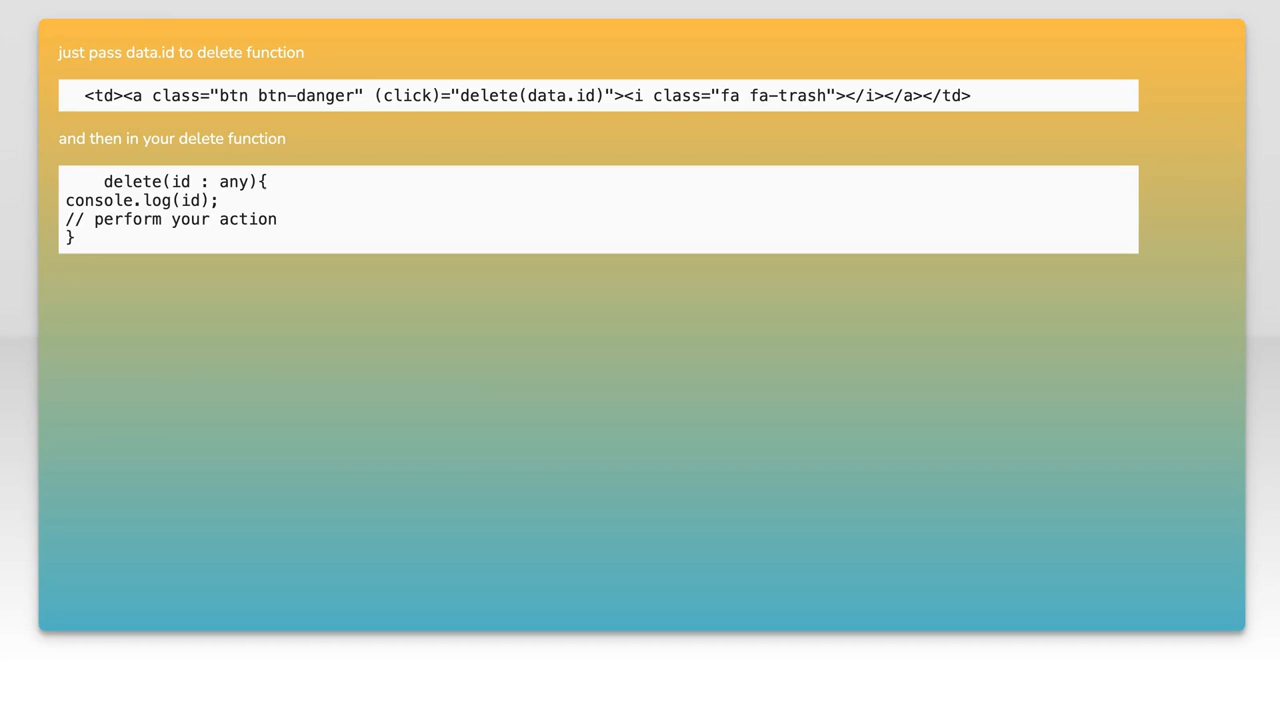 just pass data.id to delete function
<td><a class="btn btn-danger" (click)="delete(data.id)"><i class="fa fa-trash"></i></a></td>
and then in your delete function
delete(id : any){
console.log(id);
// perform your action
}